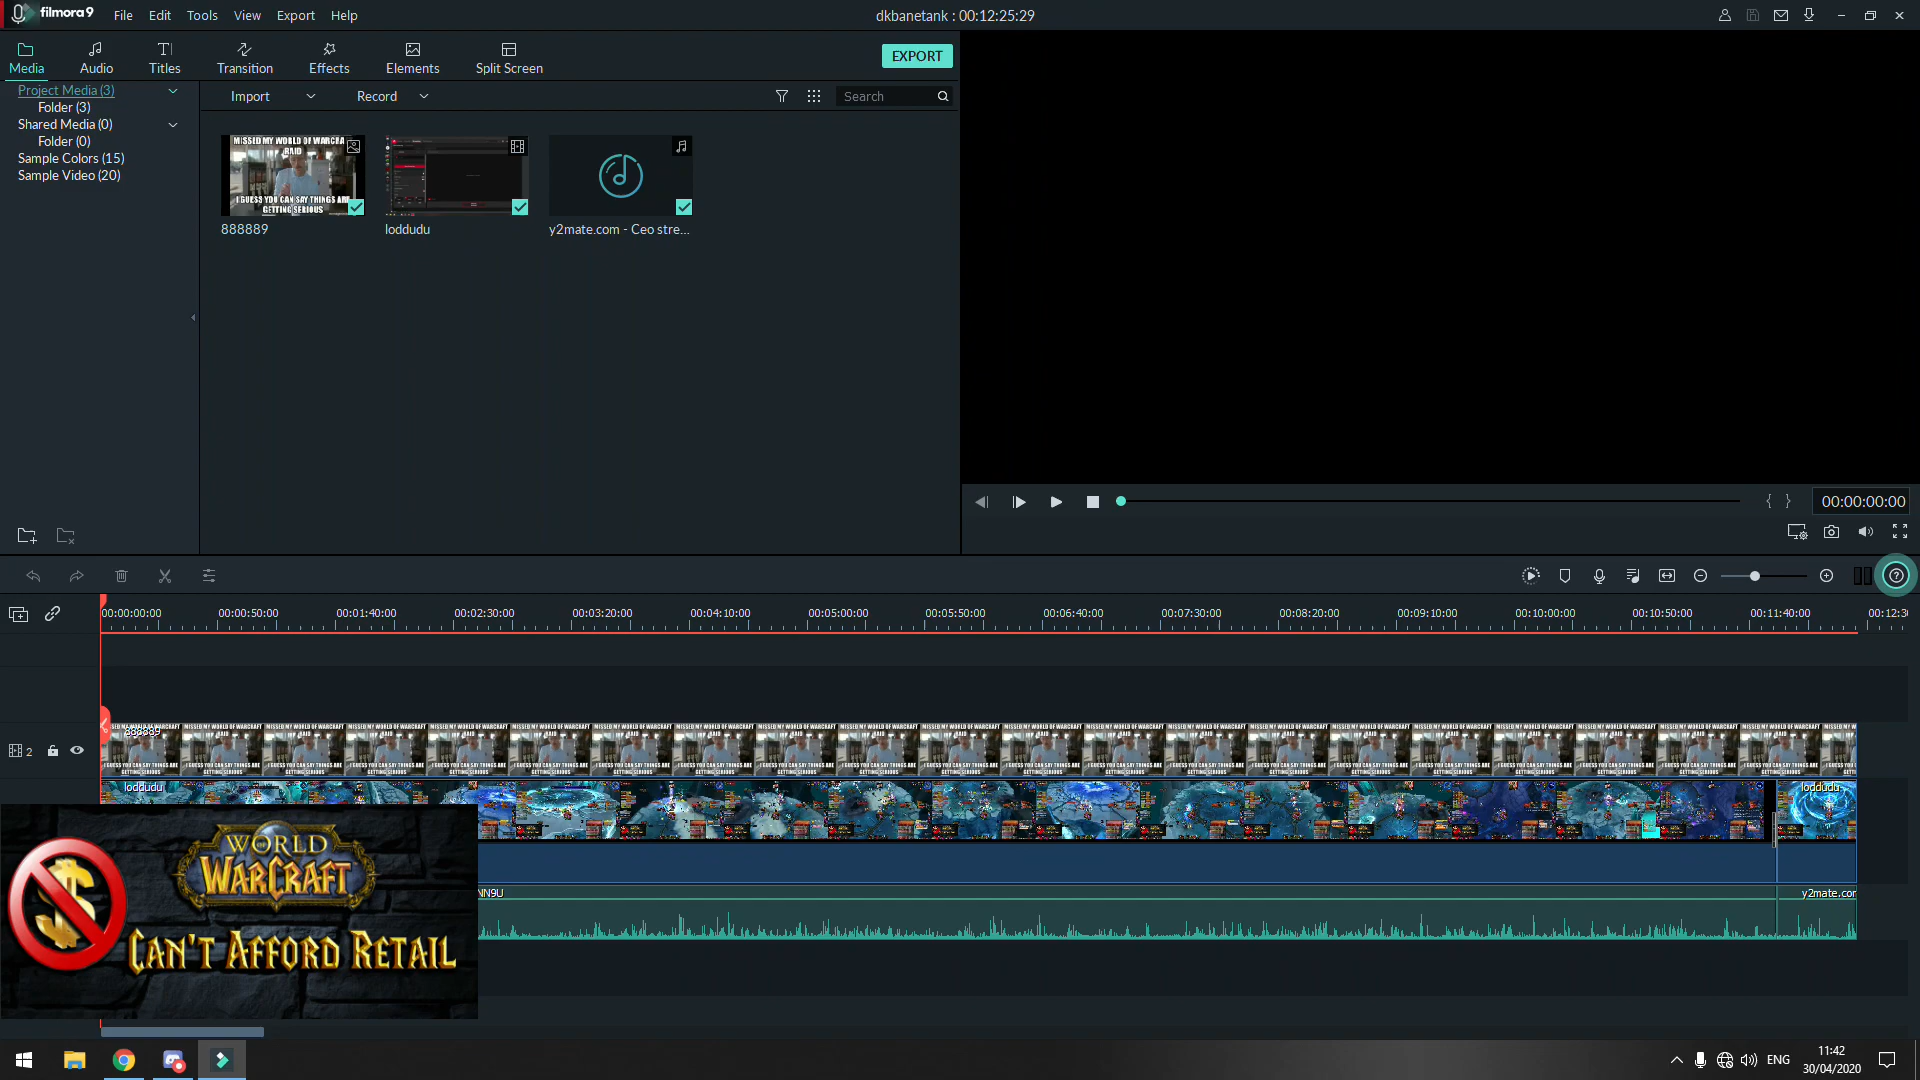 filmora9
File Edit Tools View Export Help
dkbanetank : 00:12:25:29
Media Audio Titles Transition Effects Elements Split Screen
EXPORT
Project Media (3)
Folder (3)
Shared Media (0)
Folder (0)
Sample Colors (15)
Sample Video (20)
Import Record
Search
MISSED MY WORLD OF WARCRA
RAID
I GUESS YOU CAN SAY THINGS ARE
GETTING SERIOUS
888889
loddudu
y2mate.com - Ceo stre...
00:00:00:00
00:00:00:00 00:00:50:00 00:01:40:00 00:02:30:00 00:03:20:00 00:04:10:00 00:05:00:00 00:05:50:00 00:06:40:00 00:07:30:00 00:08:20:00 00:09:10:00 00:10:00:00 00:10:50:00 00:11:40:00 00:12:3
2
888889
loddudu
loddudu
NN9U
y2mate.cor
WORLD
OF
WARCRAFT
CAN'T AFFORD RETAIL
ENG
11:42
30/04/2020